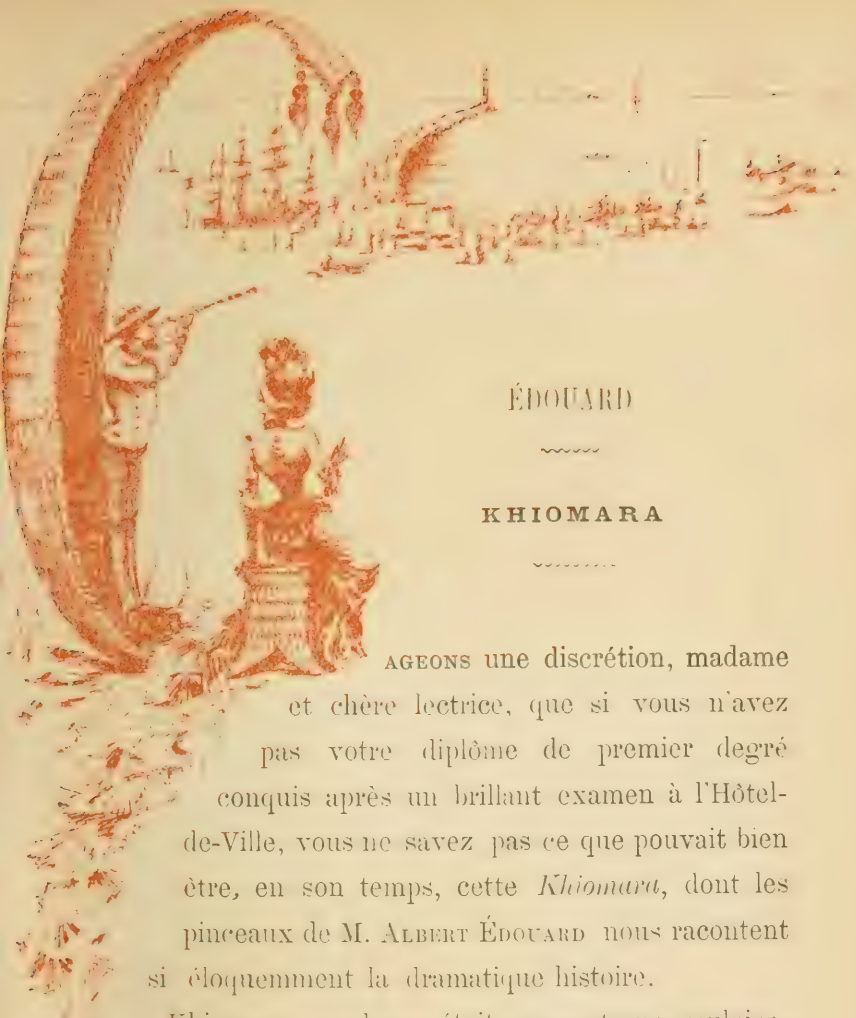 ÉDOUARD
KHIOMARA
GAGEONS une discrétion, madame
et chère lectrice, que si vous n'avez
pas votre diplôme de premier degré
conquis après un brillant examen à l'Hôtel-
de-Ville, vous ne savez pas ce que pouvait bien
être, en son temps, cette Khiomara, dont les
pinceaux de M. ALBERT ÉDOUARD nous racontent
si éloquemment la dramatique histoire.